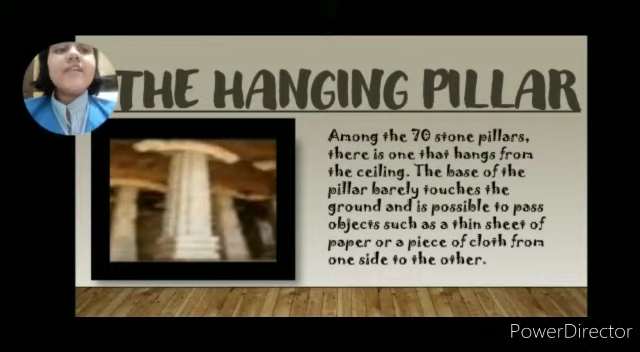 THE HANGING PILLAR
Among the 70 stone pillars,
there is one that hangs from
the ceiling. The base of the
pillar barely touches the
ground and is possible to pass
objects such as a thin sheet of
paper or a piece of cloth from
one side to the other.
PowerDirector